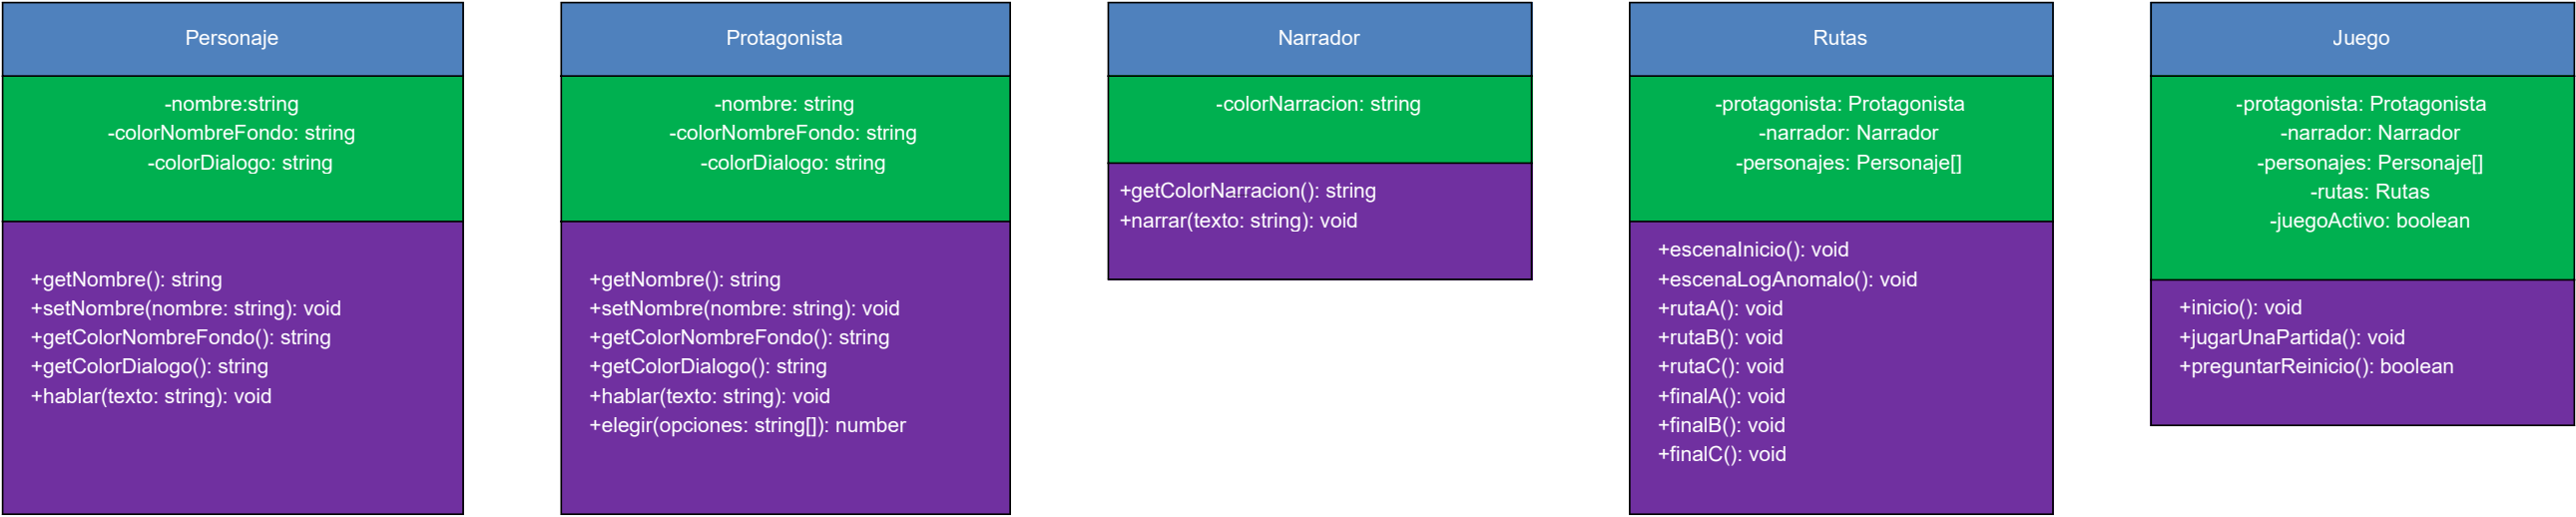 Personaje
-nombre:string
-colorNombreFondo: string
-colorDialogo: string
+getNombre(): string
+setNombre(nombre: string): void
+getColorNombreFondo(): string
+getColorDialogo(): string
+hablar(texto: string): void
Protagonista
-nombre: string
-colorNombreFondo: string
-colorDialogo: string
+getNombre(): string
+setNombre(nombre: string): void
+getColorNombreFondo(): string
+getColorDialogo(): string
+hablar(texto: string): void
+elegir(opciones: string[]): number
Narrador
-colorNarracion: string
+getColorNarracion(): string
+narrar(texto: string): void
Rutas
-protagonista: Protagonista
-narrador: Narrador
-personajes: Personaje[]
+escenaInicio(): void
+escenaLogAnomalo(): void
+rutaA(): void
+rutaB(): void
+rutaC(): void
+finalA(): void
+finalB(): void
+finalC(): void
Juego
-protagonista: Protagonista
-narrador: Narrador
-personajes: Personaje[]
-rutas: Rutas
-juegoActivo: boolean
+inicio(): void
+jugarUnaPartida(): void
+preguntarReinicio(): boolean